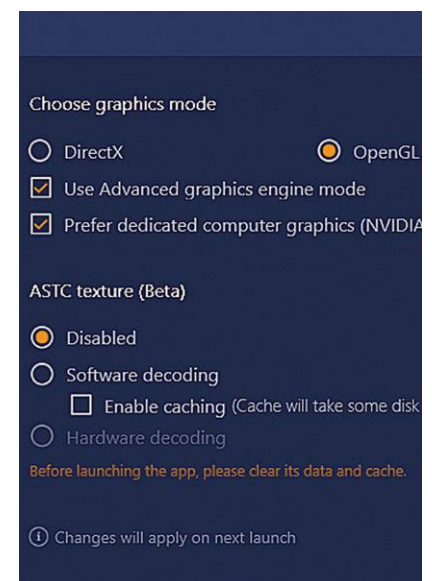 Choose graphics mode
DirectX OpenGL
Use Advanced graphics engine mode
Prefer dedicated computer graphics (NVIDIA
ASTC texture (Beta)
Disabled
Software decoding
Enable caching (Cache will take some disk
Hardware decoding
Before launching the app, please clear its data and cache.
Changes will apply on next launch